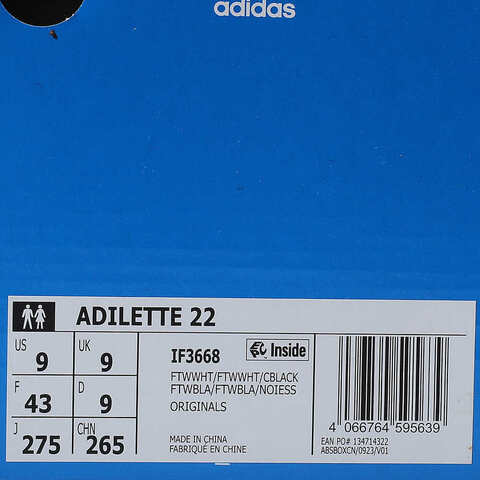 adidas
ADILETTE 22
US 9
UK 9
F 43
D 9
J 275
CHN 265
IF3668
Inside
FTWWHT/FTWWHT/CBLACK
FTWBLA/FTWBLA/NOIESS
ORIGINALS
MADE IN CHINA
FABRIQUÉ EN CHINE
4 066764 595639
EAN PO# 134714322
ABSBOXCN/0923/V01